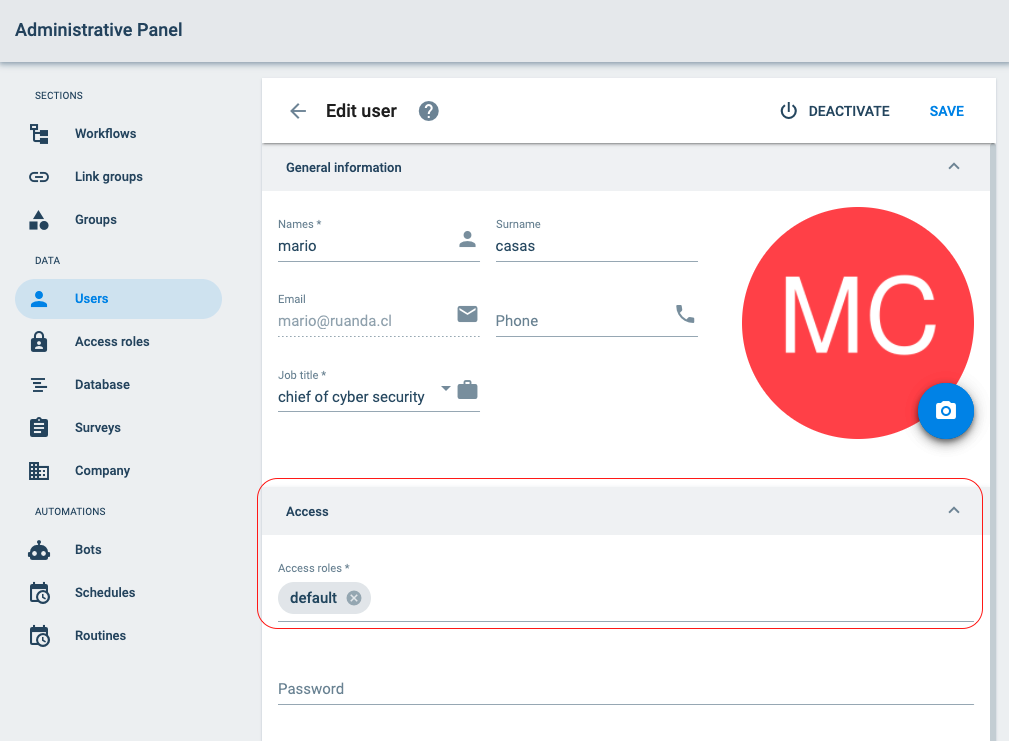 Administrative Panel
SECTIONS
Workflows
Link groups
Groups
DATA
Users
Access roles
Database
Surveys
Company
AUTOMATIONS
Bots
Schedules
Routines
Edit user ? DEACTIVATE SAVE
General information
Names * Surname
mario casas
Email
mario@ruanda.cl Phone
Job title *
chief of cyber security
MC
Access
Access roles *
default
Password